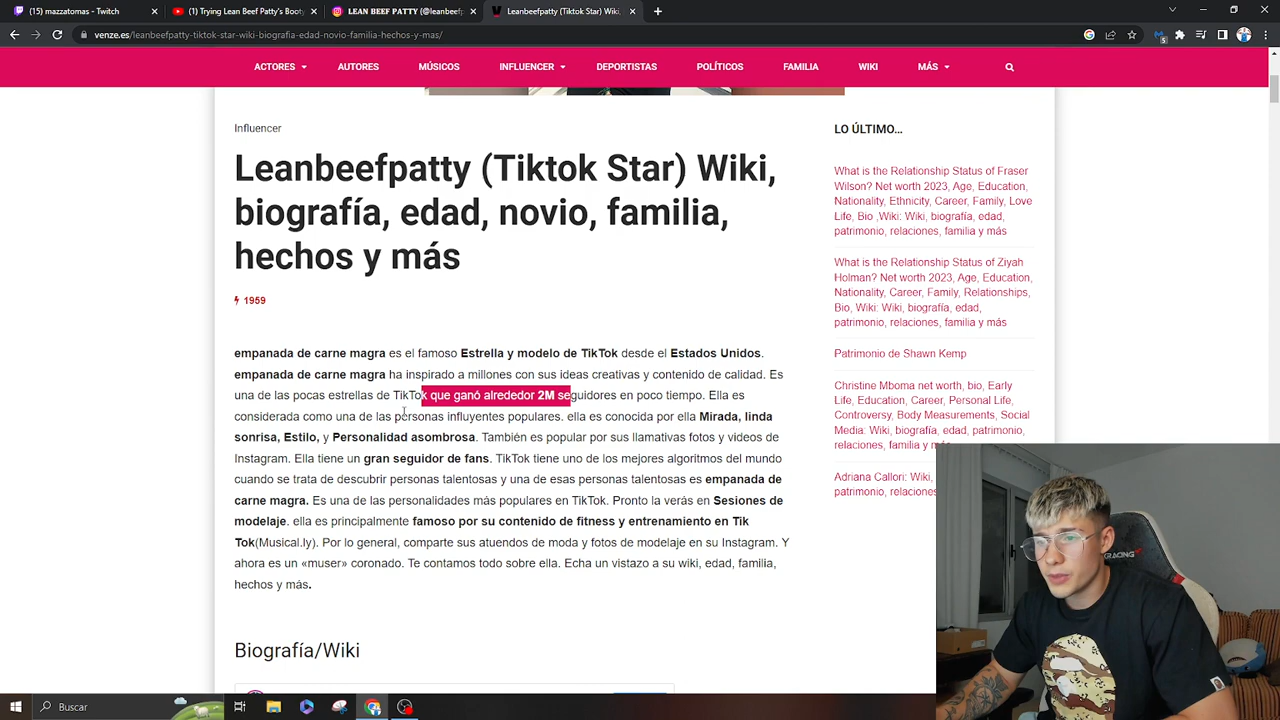 (15) mazzatomas - Twitch
(1) Trying Lean Beef Patty's Booty
LEAN BEEF PATTY (@leanbeef
Leanbeefpatty (Tiktok Star) Wiki,
venze.es/leanbeefpatty-tiktok-star-wiki-biografia-edad-novio-familia-hechos-y-mas/
ACTORES AUTORES MÚSICOS INFLUENCER DEPORTISTAS POLÍTICOS FAMILIA WIKI MÁS
Influencer
Leanbeefpatty (Tiktok Star) Wiki,
biografía, edad, novio, familia,
hechos y más
1959
empanada de carne magra es el famoso Estrella y modelo de TikTok desde el Estados Unidos.
empanada de carne magra ha inspirado a millones con sus ideas creativas y contenido de calidad. Es
una de las pocas estrellas de TikTok que ganó alrededor 2M seguidores en poco tiempo. Ella es
considerada como una de las personas influyentes populares. ella es conocida por ella Mirada, linda
sonrisa, Estilo, y Personalidad asombrosa. También es popular por sus llamativas fotos y videos de
Instagram. Ella tiene un gran seguidor de fans. TikTok tiene uno de los mejores algoritmos del mundo
cuando se trata de descubrir personas talentosas y una de esas personas talentosas es empanada de
carne magra. Es una de las personalidades más populares en TikTok. Pronto la verás en Sesiones de
modelaje. ella es principalmente famoso por su contenido de fitness y entrenamiento en Tik
Tok(Musical.ly). Por lo general, comparte sus atuendos de moda y fotos de modelaje en su Instagram. Y
ahora es un «muser» coronado. Te contamos todo sobre ella. Echa un vistazo a su wiki, edad, familia,
hechos y más.
Biografía/Wiki
LO ÚLTIMO...
What is the Relationship Status of Fraser
Wilson? Net worth 2023, Age, Education,
Nationality, Ethnicity, Career, Family, Love
Life, Bio ,Wiki: Wiki, biografía, edad,
patrimonio, relaciones, familia y más
What is the Relationship Status of Ziyah
Holman? Net worth 2023, Age, Education,
Nationality, Career, Family, Relationships,
Bio, Wiki: Wiki, biografía, edad,
patrimonio, relaciones, familia y más
Patrimonio de Shawn Kemp
Christine Mboma net worth, bio, Early
Life, Education, Career, Personal Life,
Controversy, Body Measurements, Social
Media: Wiki, biografía, edad, patrimonio,
relaciones, familia y más
Adriana Callori: Wiki,
patrimonio, relaciones
RACING
Buscar